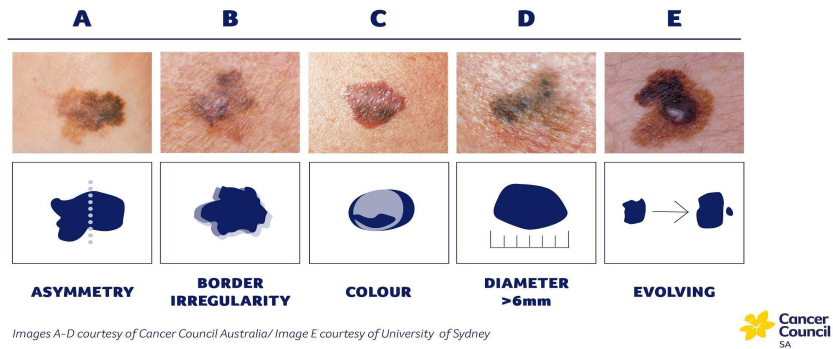 A B C D E
ASYMMETRY
BORDER
IRREGULARITY
COLOUR
DIAMETER
>6mm
EVOLVING
Images A-D courtesy of Cancer Council Australia/ Image E courtesy of University of Sydney
Cancer
Council
SA